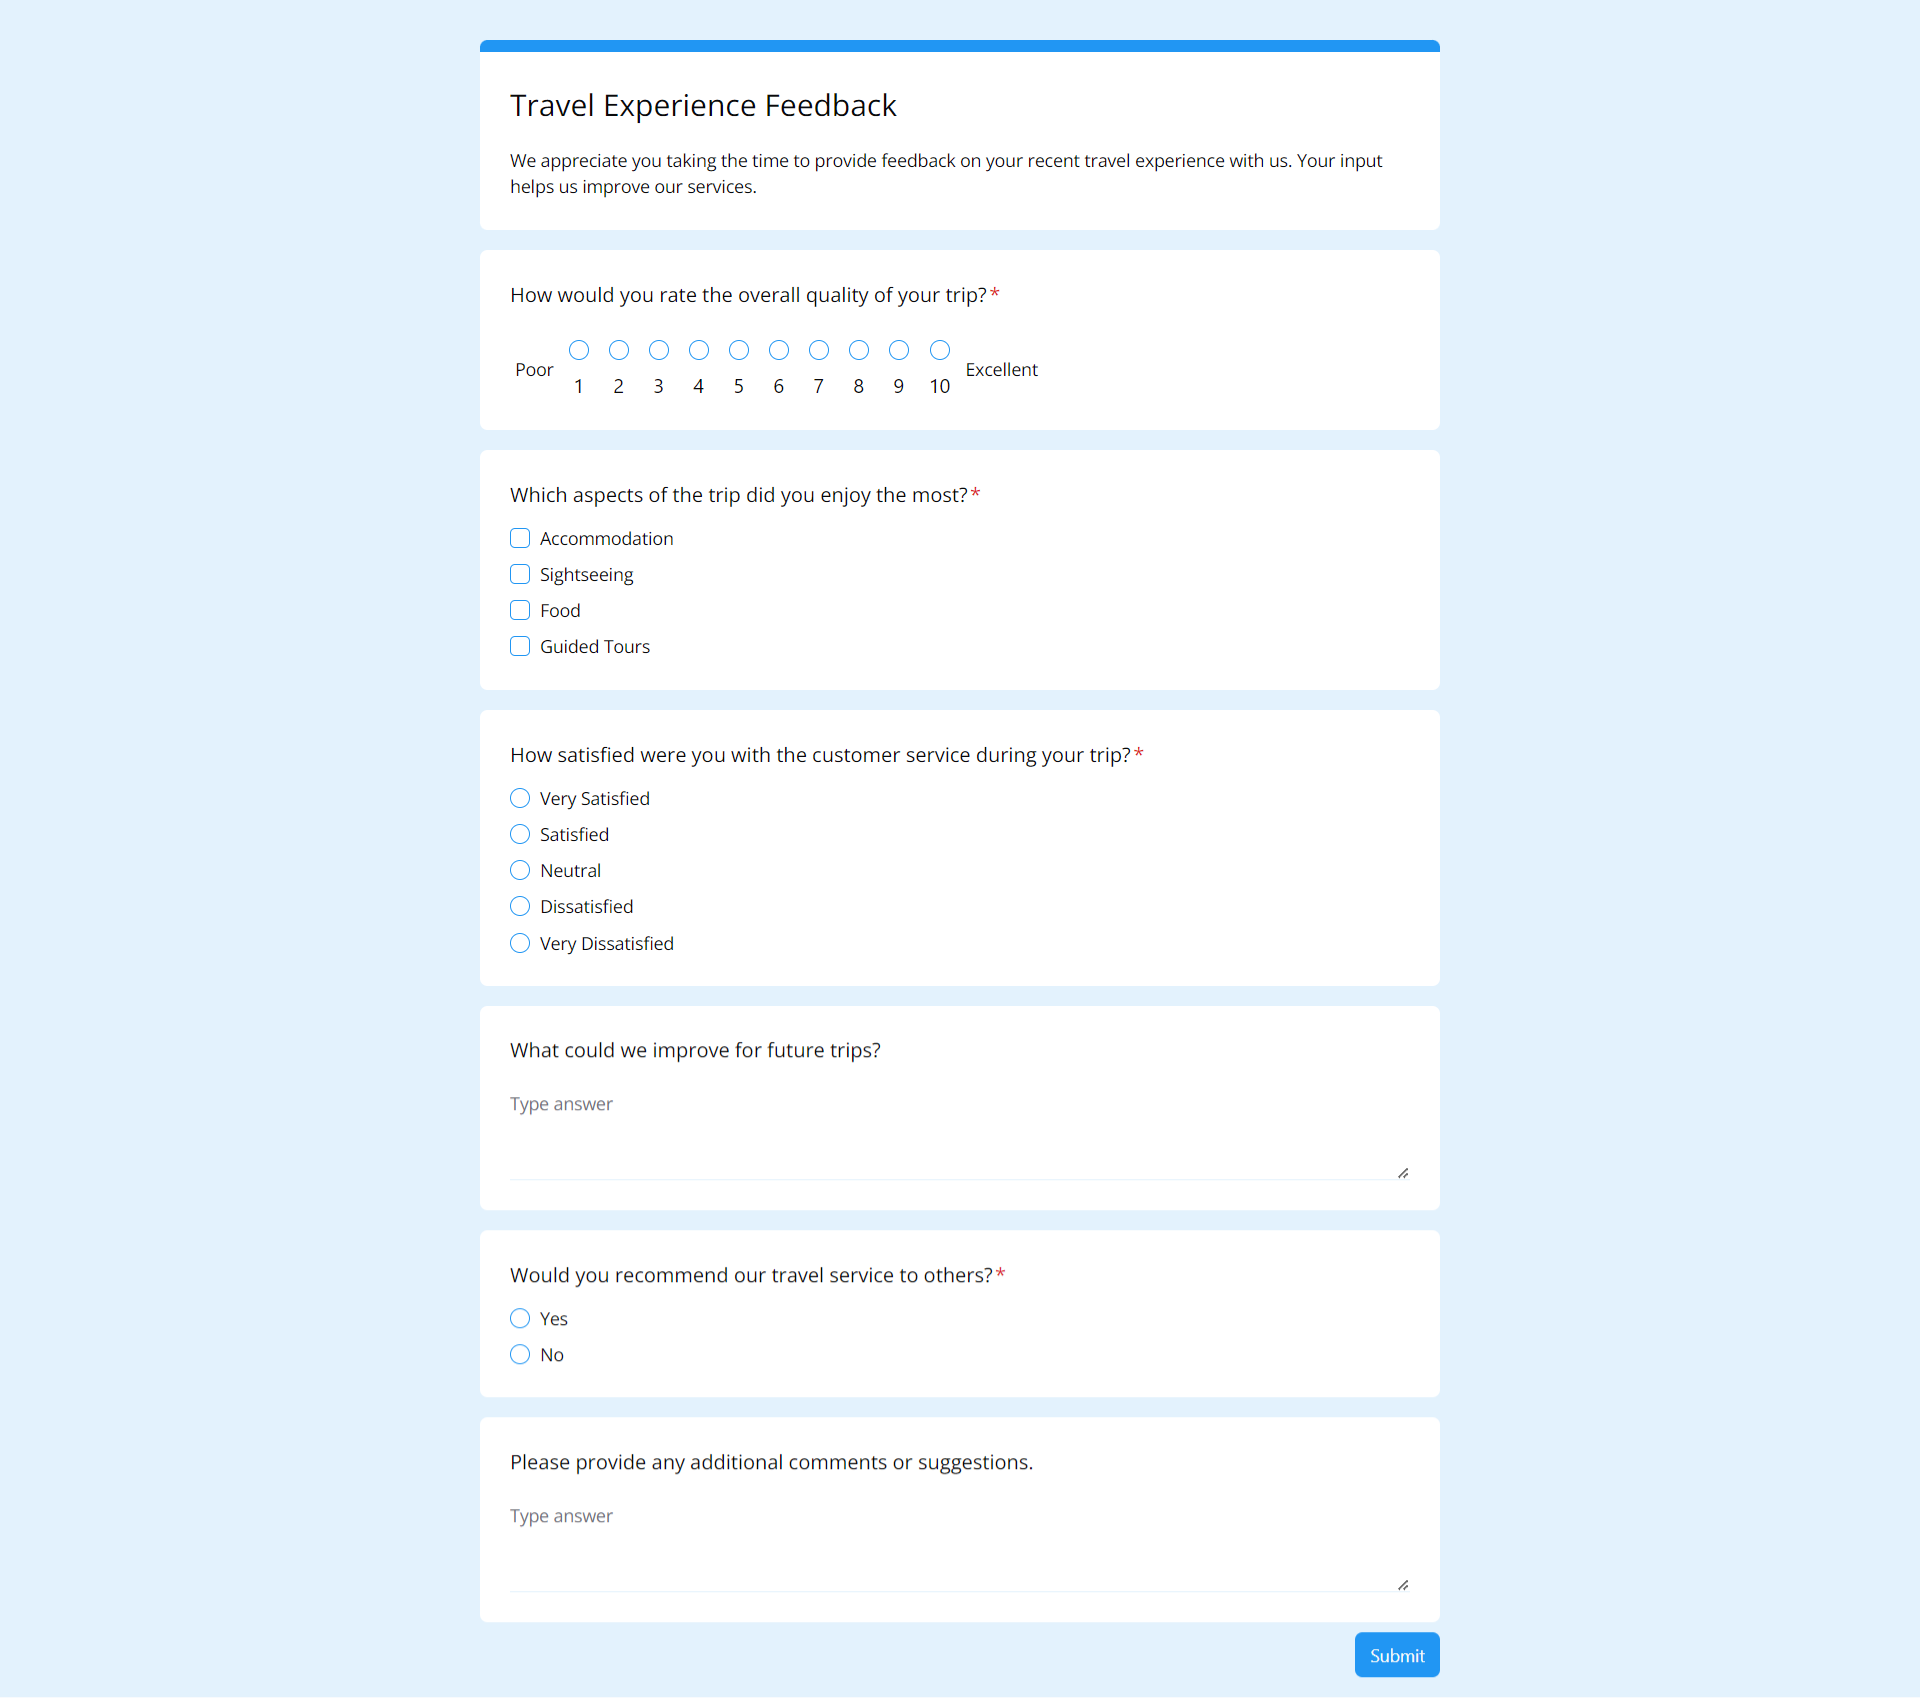 Travel Experience Feedback
We appreciate you taking the time to provide feedback on your recent travel experience with us. Your input
helps us improve our services.
How would you rate the overall quality of your trip?*
Poor 1 2 3 4 5 6 7 8 9 10 Excellent
Which aspects of the trip did you enjoy the most?*
Accommodation
Sightseeing
Food
Guided Tours
How satisfied were you with the customer service during your trip?*
Very Satisfied
Satisfied
Neutral
Dissatisfied
Very Dissatisfied
What could we improve for future trips?
Type answer
Would you recommend our travel service to others?*
Yes
No
Please provide any additional comments or suggestions.
Type answer
Submit